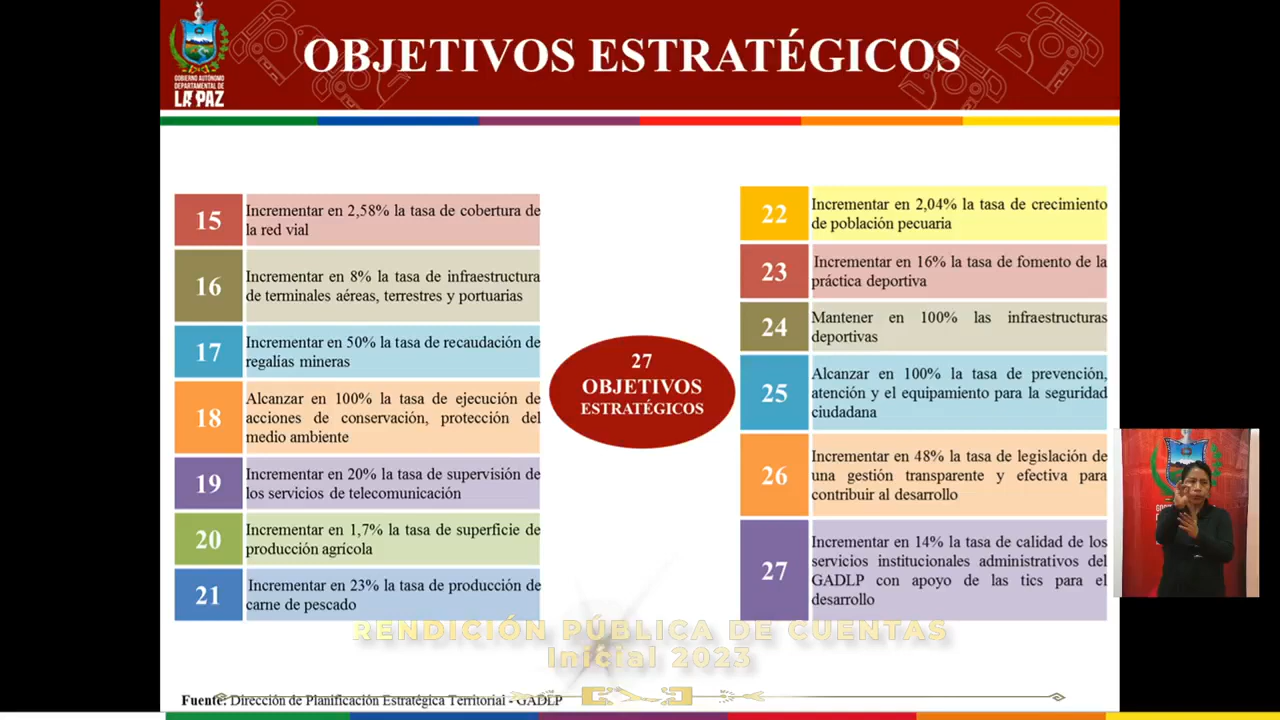 GOBIERNO AUTÓNOMO
DEPARTAMENTAL DE
LA PAZ
OBJETIVOS ESTRATÉGICOS
15
Incrementar en 2,58% la tasa de cobertura de
la red vial
16
Incrementar en 8% la tasa de infraestructura
de terminales aéreas, terrestres y portuarias
17
Incrementar en 50% la tasa de recaudación de
regalías mineras
18
Alcanzar en 100% la tasa de ejecución de
acciones de conservación, protección del
medio ambiente
19
Incrementar en 20% la tasa de supervisión de
los servicios de telecomunicación
20
Incrementar en 1,7% la tasa de superficie de
producción agrícola
21
Incrementar en 23% la tasa de producción de
carne de pescado
27
OBJETIVOS
ESTRATÉGICOS
22
Incrementar en 2,04% la tasa de crecimiento
de población pecuaria
23
Incrementar en 16% la tasa de fomento de la
práctica deportiva
24
Mantener en 100% las infraestructuras
deportivas
25
Alcanzar en 100% la tasa de prevención,
atención y el equipamiento para la seguridad
ciudadana
26
Incrementar en 48% la tasa de legislación de
una gestión transparente y efectiva para
contribuir al desarrollo
27
Incrementar en 14% la tasa de calidad de los
servicios institucionales administrativos del
GADLP con apoyo de las tics para el
desarrollo
RENDICIÓN PÚBLICA DE CUENTAS
Inicial 2023
Fuente: Dirección de Planificación Estratégica Territorial - GADLP